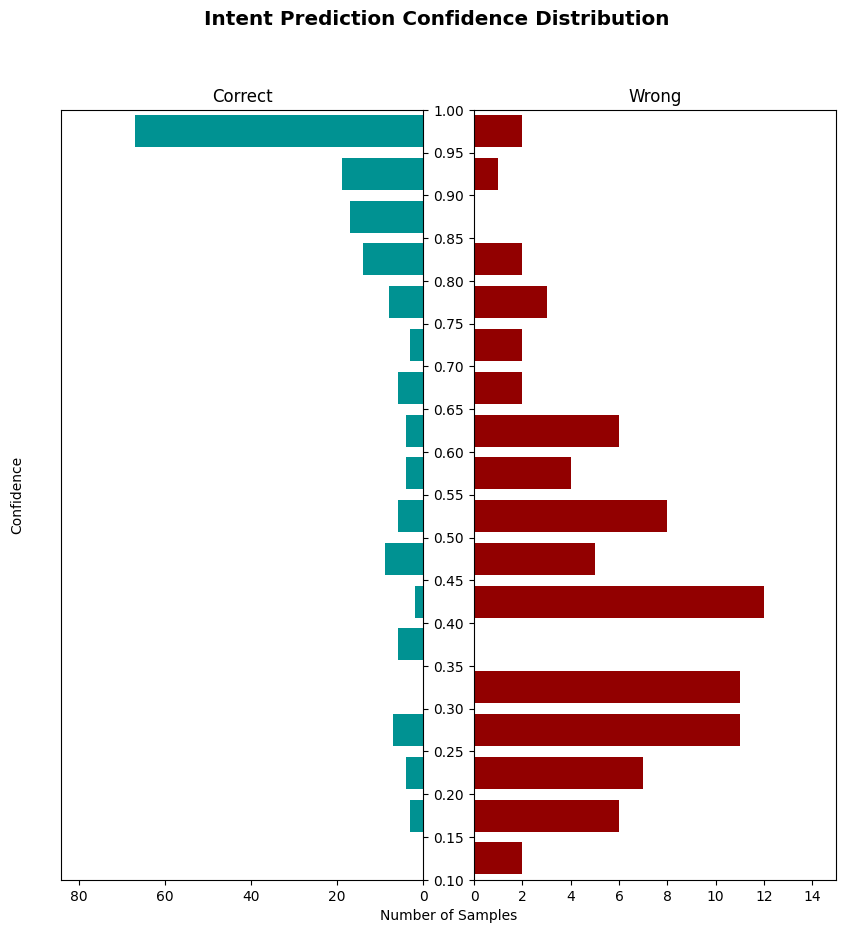 Intent Prediction Confidence Distribution
Correct
Wrong
1.00
0.95
0.90
0.85
0.80
0.75
0.70
0.65
0.60
0.55
0.50
0.45
0.40
0.35
0.30
0.25
0.20
0.15
0.10
Confidence
80 60 40 20 0
0 2 4 6 8 10 12 14
Number of Samples